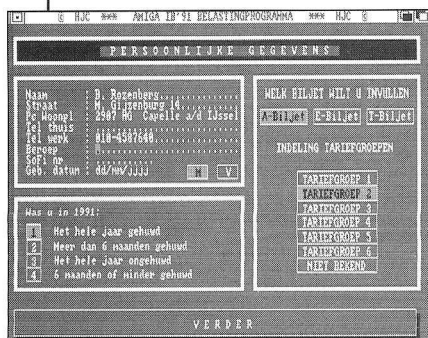 © HJC *** AMIGA IB'91 BELASTINGPROGRAMMA *** HJC ©
PERSOONLIJKE GEGEVENS
Naam : B. Rozenberg
Straat : M. Gijzenburg 14
Pc Woonpl : 2907 HG Capelle a/d IJssel
Tel thuis :
Tel werk : 010-4507640
Beroep :
SoFi nr :
Geb. datum : dd/mm/jjjj M V
Was u in 1991:
1 Het hele jaar gehuwd
2 Meer dan 6 maanden gehuwd
3 Het hele jaar ongehuwd
4 6 maanden of minder gehuwd
WELK BILJET WILT U INVULLEN
A-Biljet E-Biljet T-Biljet
INDELING TARIEFGROEPEN
TARIEFGROEP 1
TARIEFGROEP 2
TARIEFGROEP 3
TARIEFGROEP 4
TARIEFGROEP 5
TARIEFGROEP 6
NIET BEKEND
VERDER